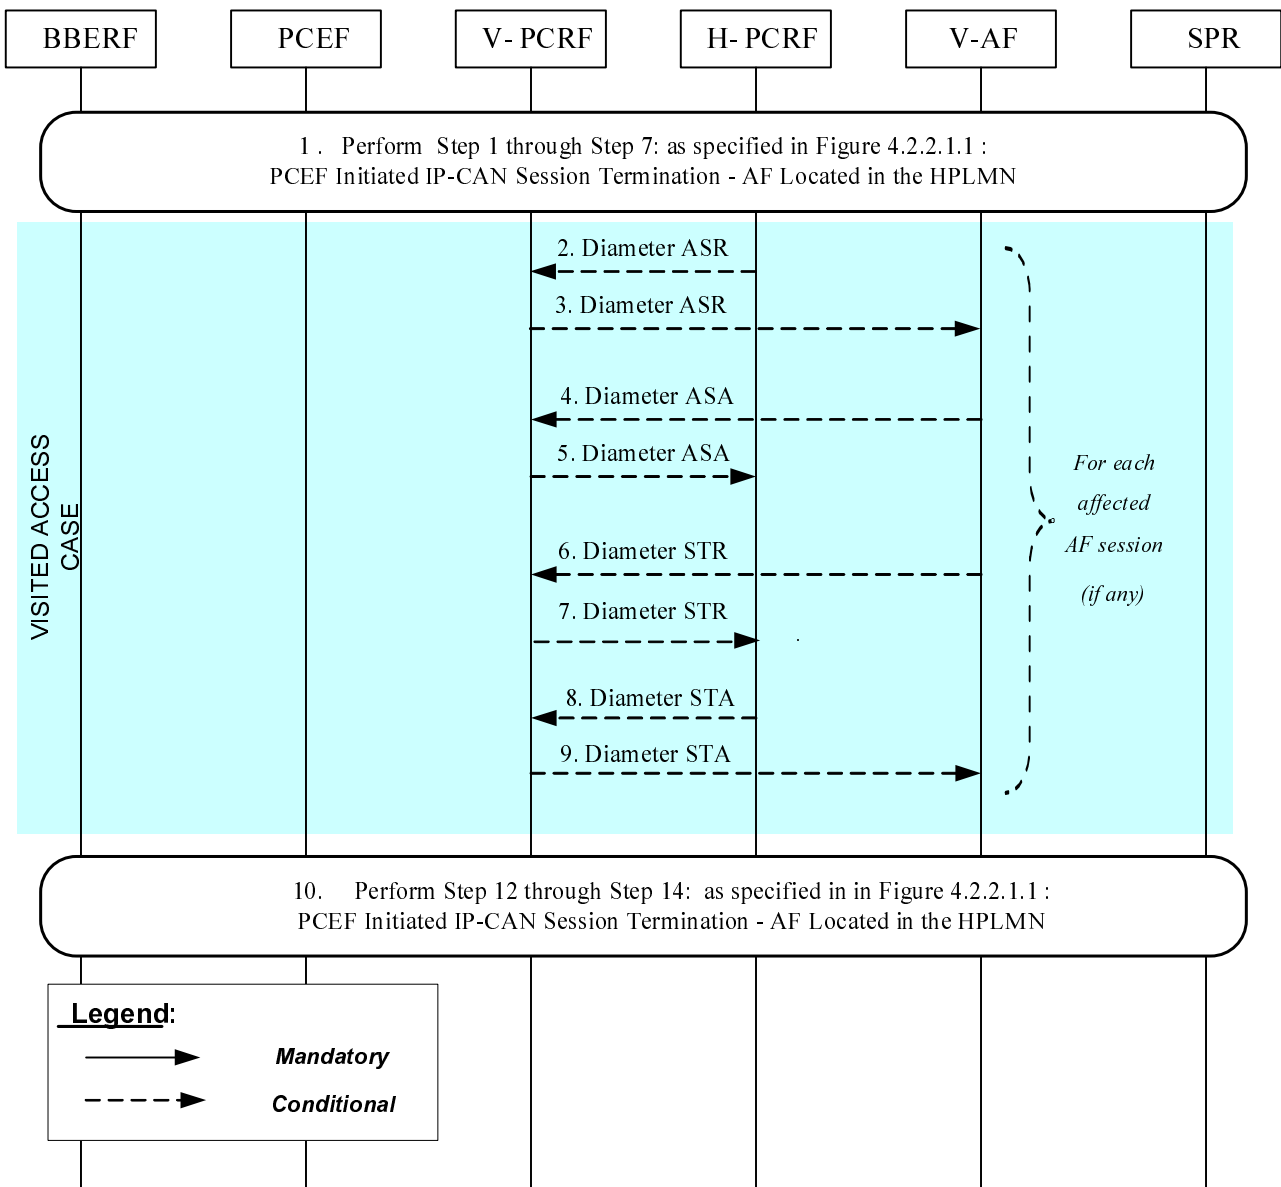 BBERF
PCEF
V- PCRF
H- PCRF
V-AF
SPR
1 .   Perform  Step 1 through Step 7: as specified in Figure 4.2.2.1.1 :
PCEF Initiated IP-CAN Session Termination - AF Located in the HPLMN
2. Diameter ASR
3. Diameter ASR
4. Diameter ASA
5. Diameter ASA
6. Diameter STR
7. Diameter STR
8. Diameter STA
9. Diameter STA
VISITED ACCESS
CASE
For each
affected
AF session
(if any)
10.    Perform Step 12 through Step 14:  as specified in in Figure 4.2.2.1.1 :
PCEF Initiated IP-CAN Session Termination - AF Located in the HPLMN
Legend:
Mandatory
Conditional